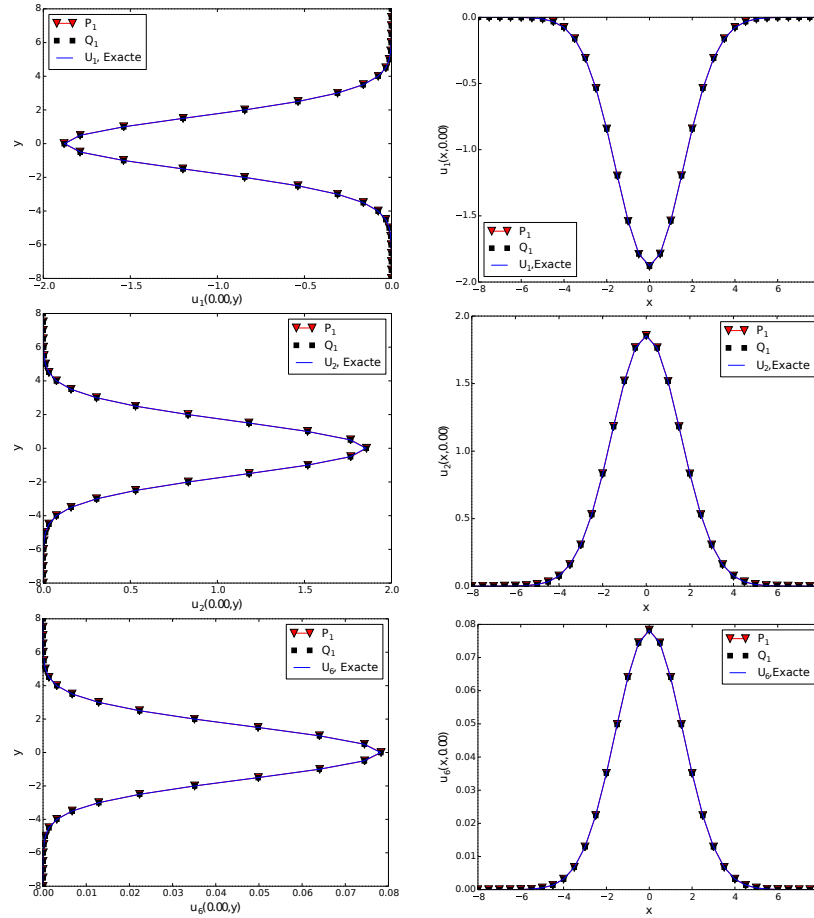 8
6
4
2
0
−2
−4
−6
−8
y
P1
Q1
U1, Exacte
−2.0
−1.5
−1.0
−0.5
0.0
u1(0.00,y)
0.0
−0.5
−1.0
−1.5
−2.0
u1(x,0.00)
P1
Q1
U1,Exacte
−8
−6
−4
−2
0
2
4
6
x
8
6
4
2
0
−2
−4
−6
−8
y
P1
Q1
U2, Exacte
0.0
0.5
1.0
1.5
2.0
u2(0.00,y)
2.0
1.5
1.0
0.5
0.0
u2(x,0.00)
P1
Q1
U2,Exacte
−8
−6
−4
−2
0
2
4
6
x
8
6
4
2
0
−2
−4
−6
−8
y
P1
Q1
U6, Exacte
0.00
0.01
0.02
0.03
0.04
0.05
0.06
0.07
0.08
u6(0.00,y)
0.08
0.07
0.06
0.05
0.04
0.03
0.02
0.01
0.00
u6(x,0.00)
P1
Q1
U6,Exacte
−8
−6
−4
−2
0
2
4
6
x